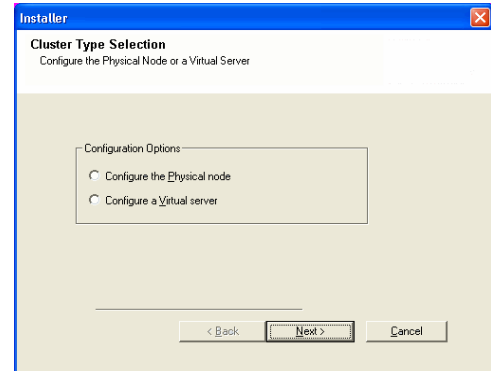 Installer
Cluster Type Selection
Configure the Physical Node or a Virtual Server
Configuration Options
Configure the Physical node
Configure a Virtual server
< Back Next > Cancel